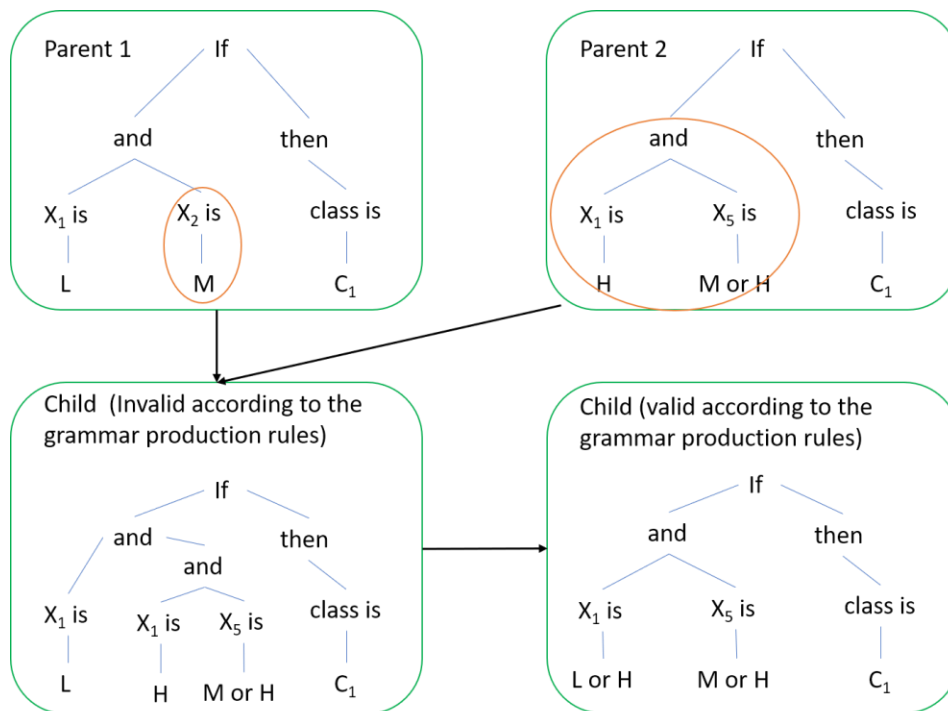 Parent 1
If
and
then
X₁ is
X₂ is
class is
L
M
C₁
Parent 2
If
and
then
X₁ is
X₅ is
class is
H
M or H
C₁
Child (Invalid according to the
grammar production rules)
If
and
then
and
X₁ is
X₁ is
X₅ is
class is
L
H
M or H
C₁
Child (valid according to the
grammar production rules)
If
and
then
X₁ is
X₅ is
class is
L or H
M or H
C₁